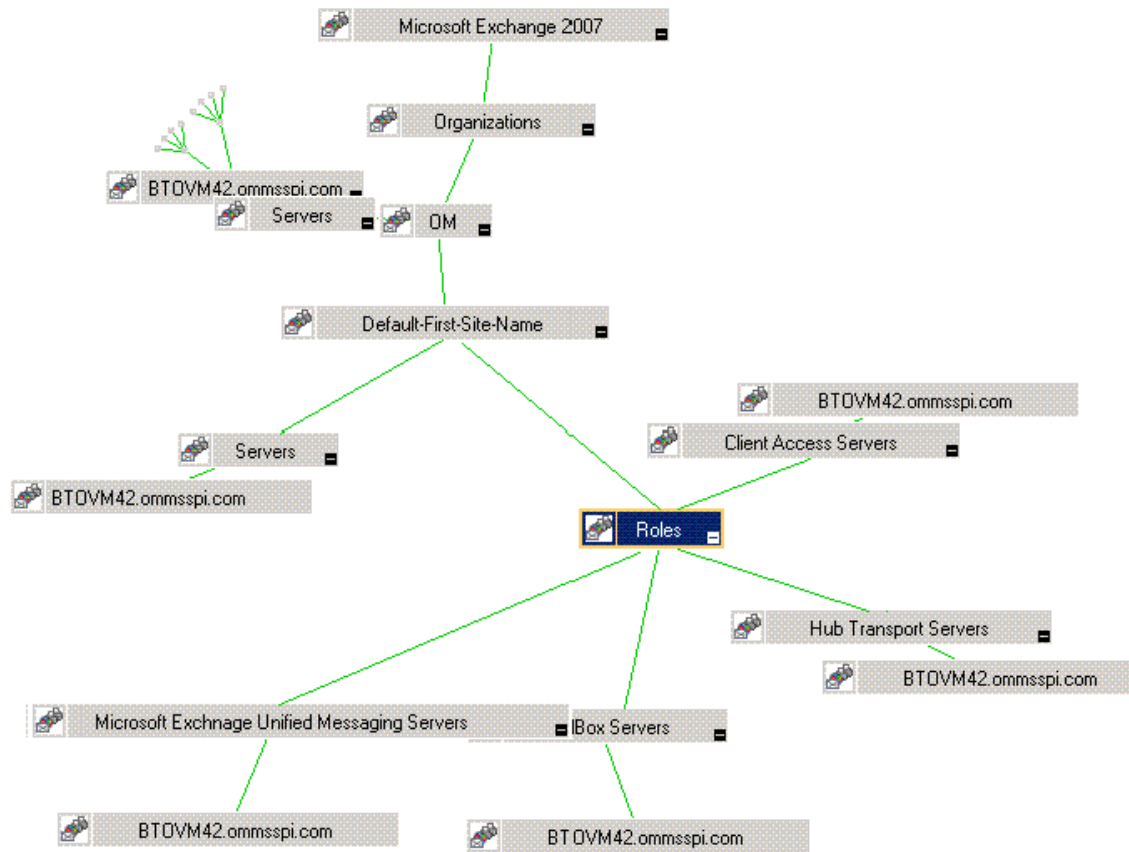 Microsoft Exchange 2007
Organizations
BTOVM42.ommsspi.com
Servers
OM
Default-First-Site-Name
BTOVM42.ommsspi.com
Client Access Servers
Servers
BTOVM42.ommsspi.com
Roles
Hub Transport Servers
BTOVM42.ommsspi.com
Microsoft Exchnage Unified Messaging Servers
lBox Servers
BTOVM42.ommsspi.com
BTOVM42.ommsspi.com